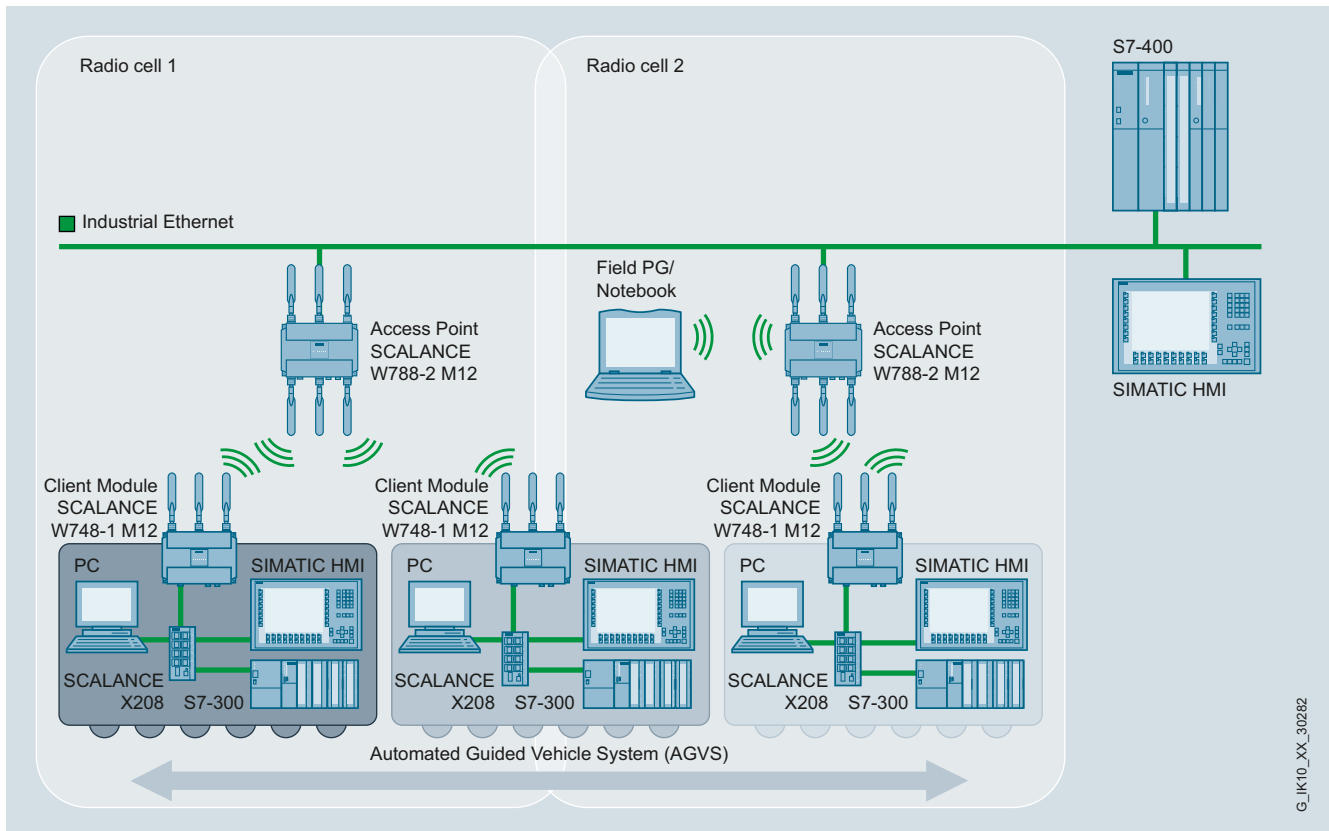 Radio cell 1
Radio cell 2
S7-400
Industrial Ethernet
Field PG/
Notebook
Access Point
SCALANCE
W788-2 M12
Access Point
SCALANCE
W788-2 M12
SIMATIC HMI
Client Module
SCALANCE
W748-1 M12
Client Module
SCALANCE
W748-1 M12
Client Module
SCALANCE
W748-1 M12
PC
SIMATIC HMI
SCALANCE
X208
S7-300
PC
SIMATIC HMI
SCALANCE
X208
S7-300
PC
SIMATIC HMI
SCALANCE
X208
S7-300
Automated Guided Vehicle System (AGVS)
G_IK10_XX_30282